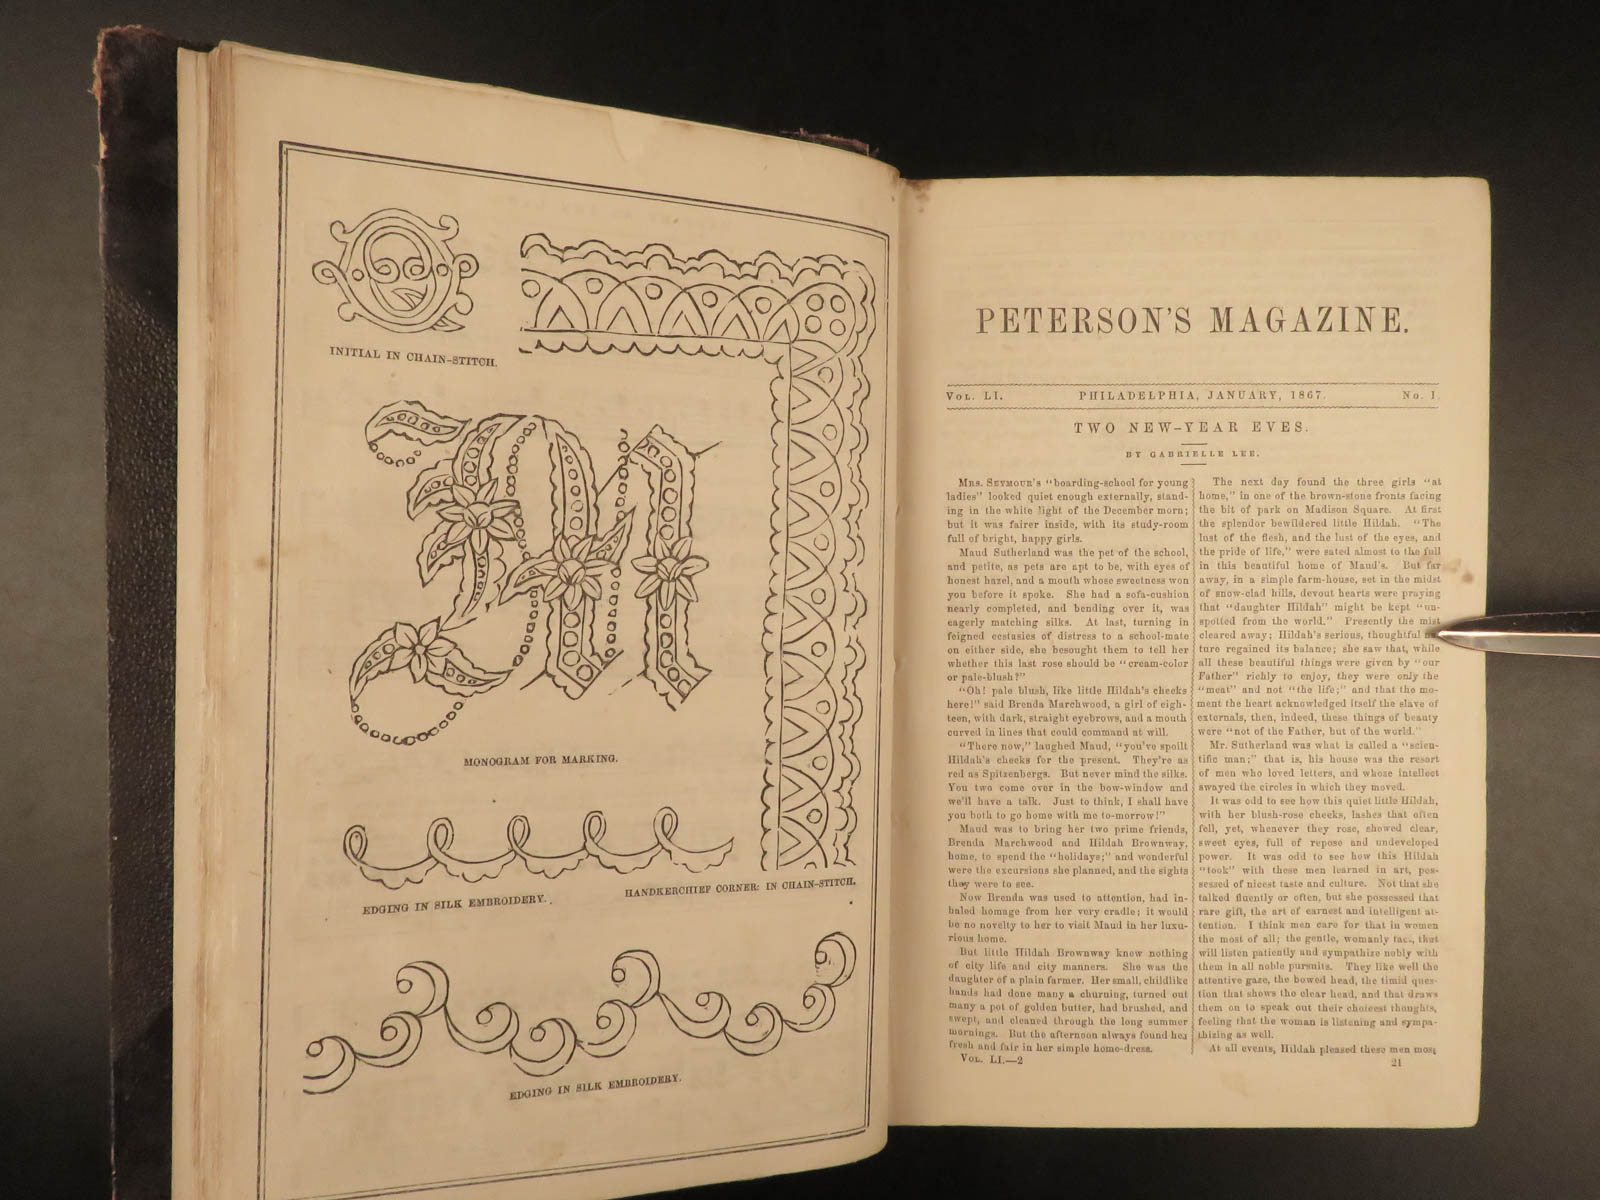 INITIAL IN CHAIN-STITCH.
MONOGRAM FOR MARKING.
HANDKERCHIEF CORNER: IN CHAIN-STITCH.
EDGING IN SILK EMBROIDERY.
EDGING IN SILK EMBROIDERY.
PETERSON'S MAGAZINE.
VOL. LI. PHILADELPHIA, JANUARY, 1867. No. 1.
TWO NEW-YEAR EVES.
BY GABRIELLE LEE.
MRS. SEYMOUR'S "boarding-school for young
ladies" looked quiet enough externally, stand-
ing in the white light of the December morn;
but it was fairer inside, with its study-room
full of bright, happy girls.
Maud Sutherland was the pet of the school,
and petite, as pets are apt to be, with eyes of
honest hazel, and a mouth whose sweetness won
you before it spoke. She had a sofa-cushion
nearly completed, and bending over it, was
eagerly matching silks. At last, turning in
feigned ecstasies of distress to a school-mate
on either side, she besought them to tell her
whether this last rose should be "cream-color
or pale-blush?"
"Oh! pale blush, like little Hildah's cheeks
here!" said Brenda Marchwood, a girl of eigh-
teen, with dark, straight eyebrows, and a mouth
curved in lines that could command at will.
"There now," laughed Maud, "you've spoilt
Hildah's cheeks for the present. They're as
red as Spitzenbergs. But never mind the silks.
You two come over in the bow-window and
we'll have a talk. Just to think, I shall have
you both to go home with me to-morrow!"
Maud was to bring her two prime friends,
Brenda Marchwood and Hildah Brownway,
home, to spend the "holidays;" and wonderful
were the excursions she planned, and the sights
they were to see.
Now Brenda was used to attention, had in-
haled homage from her very cradle; it would
be no novelty to her to visit Maud in her luxu-
rious home.
But little Hildah Brownway knew nothing
of city life and city manners. She was the
daughter of a plain farmer. Her small, childlike
hands had done many a churning, turned out
many a pot of golden butter, had brushed, and
swept, and cleaned through the long summer
mornings. But the afternoon always found her
fresh and fair in her simple home-dress.
VOL. LI.—2
The next day found the three girls "at
home," in one of the brown-stone fronts facing
the bit of park on Madison Square. At first
the splendor bewildered little Hildah. "The
lust of the flesh, and the lust of the eyes, and
the pride of life," were sated almost to the full
in this beautiful home of Maud's. But far
away, in a simple farm-house, set in the midst
of snow-clad hills, devout hearts were praying
that "daughter Hildah" might be kept "un-
spotted from the world." Presently the mist
cleared away; Hildah's serious, thoughtful
ture regained its balance; she saw that, while
all these beautiful things were given by "our
Father" richly to enjoy, they were only the
"meat" and not "the life;" and that the mo-
ment the heart acknowledged itself the slave of
externals, then, indeed, these things of beauty
were "not of the Father, but of the world."
Mr. Sutherland was what is called a "scien-
tific man;" that is, his house was the resort
of men who loved letters, and whose intellect
swayed the circles in which they moved.
It was odd to see how this quiet little Hildah,
with her blush-rose cheeks, lashes that often
fell, yet, whenever they rose, showed clear,
sweet eyes, full of repose and undeveloped
power. It was odd to see how this Hildah
"took" with these men learned in art, pos-
sessed of nicest taste and culture. Not that she
talked fluently or often, but she possessed that
rare gift, the art of earnest and intelligent at-
tention. I think men care for that in women
the most of all; the gentle, womanly tact, that
will listen patiently and sympathize nobly with
them in all noble pursuits. They like well the
attentive gaze, the bowed head, the timid ques-
tion that shows the clear head, and that draws
them on to speak out their choicest thoughts,
feeling that the woman is listening and sympa-
thizing as well.
At all events, Hildah pleased these men most
21